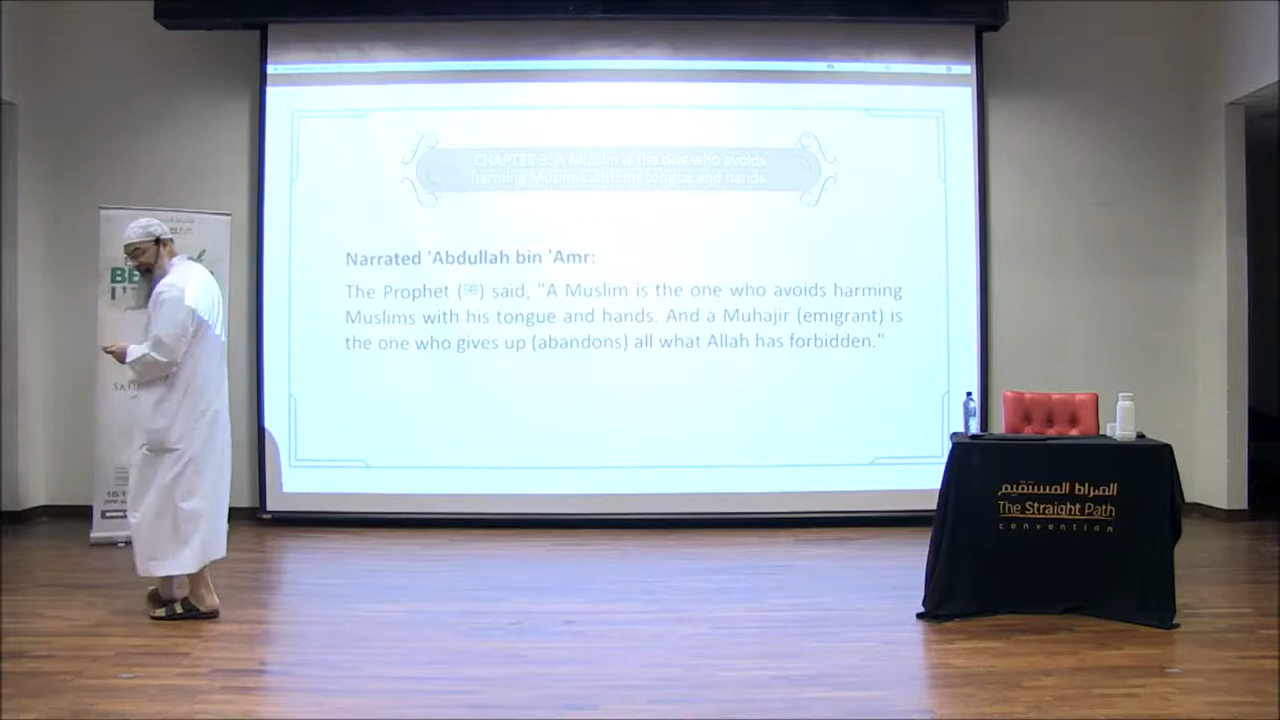 CHAPTER 3: A Muslim is the one who avoids
harming Muslims with his tongue and hands.
Narrated 'Abdullah bin 'Amr:
The Prophet (ﷺ) said, "A Muslim is the one who avoids harming
Muslims with his tongue and hands. And a Muhajir (emigrant) is
the one who gives up (abandons) all what Allah has forbidden."
الصراط المستقيم
The Straight Path
convention